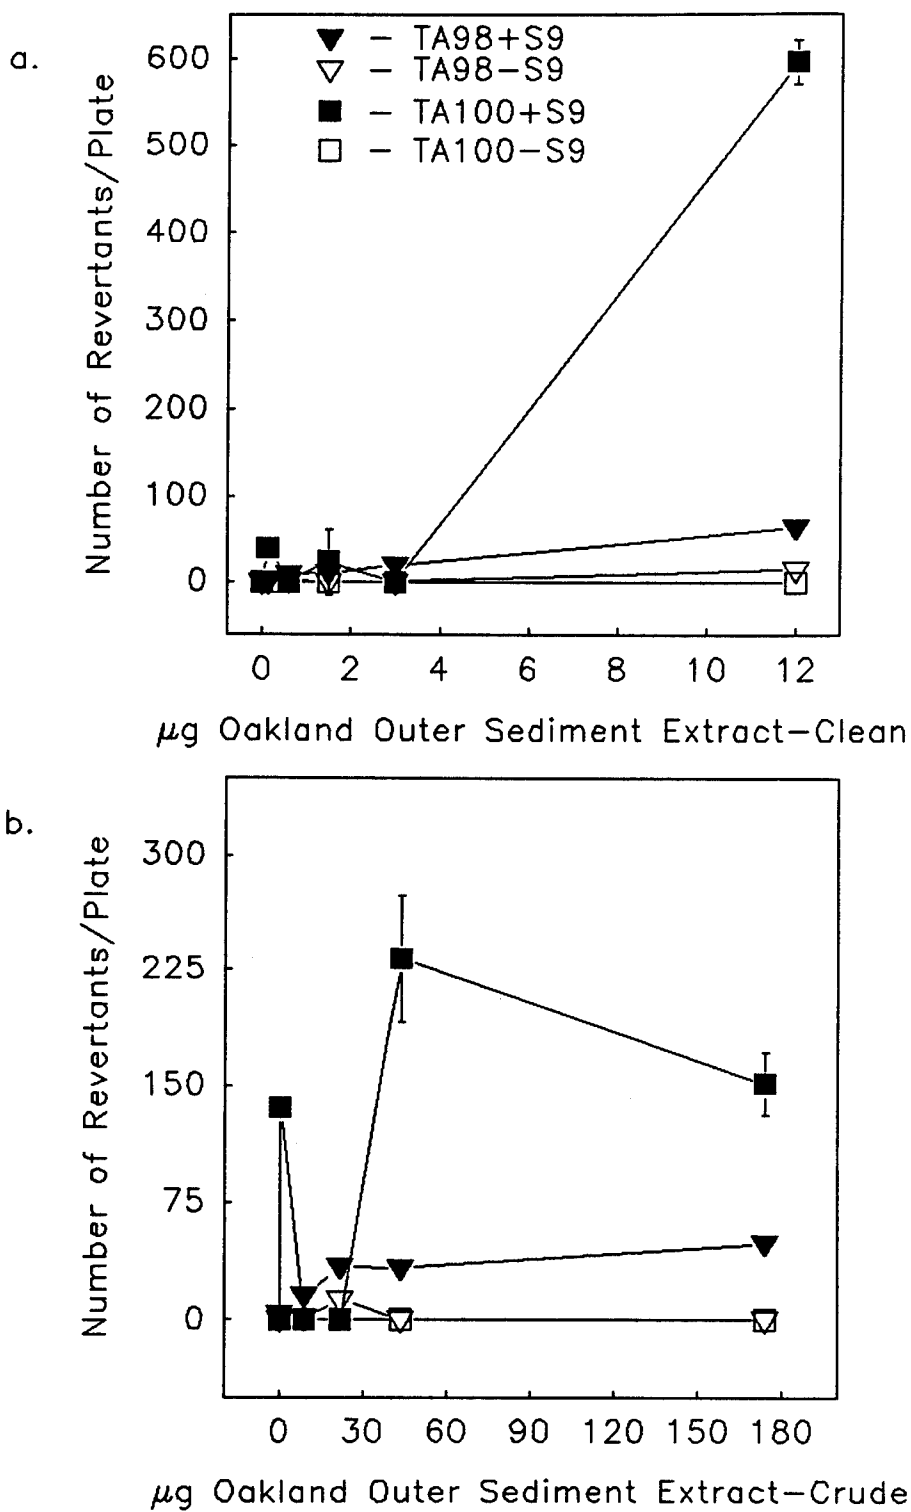 a.
Number of Revertants/Plate
600
500
400
300
200
100
0
▼ – TA98+S9
▽ – TA98–S9
■ – TA100+S9
□ – TA100–S9
0 2 4 6 8 10 12
μg Oakland Outer Sediment Extract–Clean
b.
Number of Revertants/Plate
300
225
150
75
0
0 30 60 90 120 150 180
μg Oakland Outer Sediment Extract–Crude